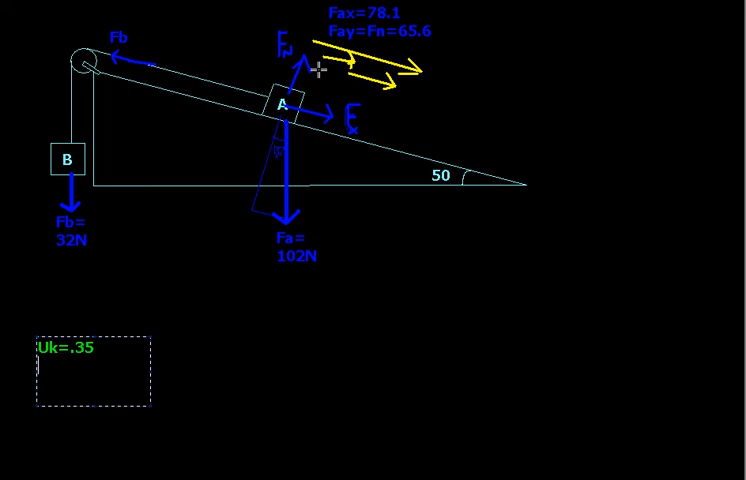 Fax=78.1
Fay=Fn=65.6
Fb
A
B
50
Fb=
32N
Fa=
102N
Uk=.35